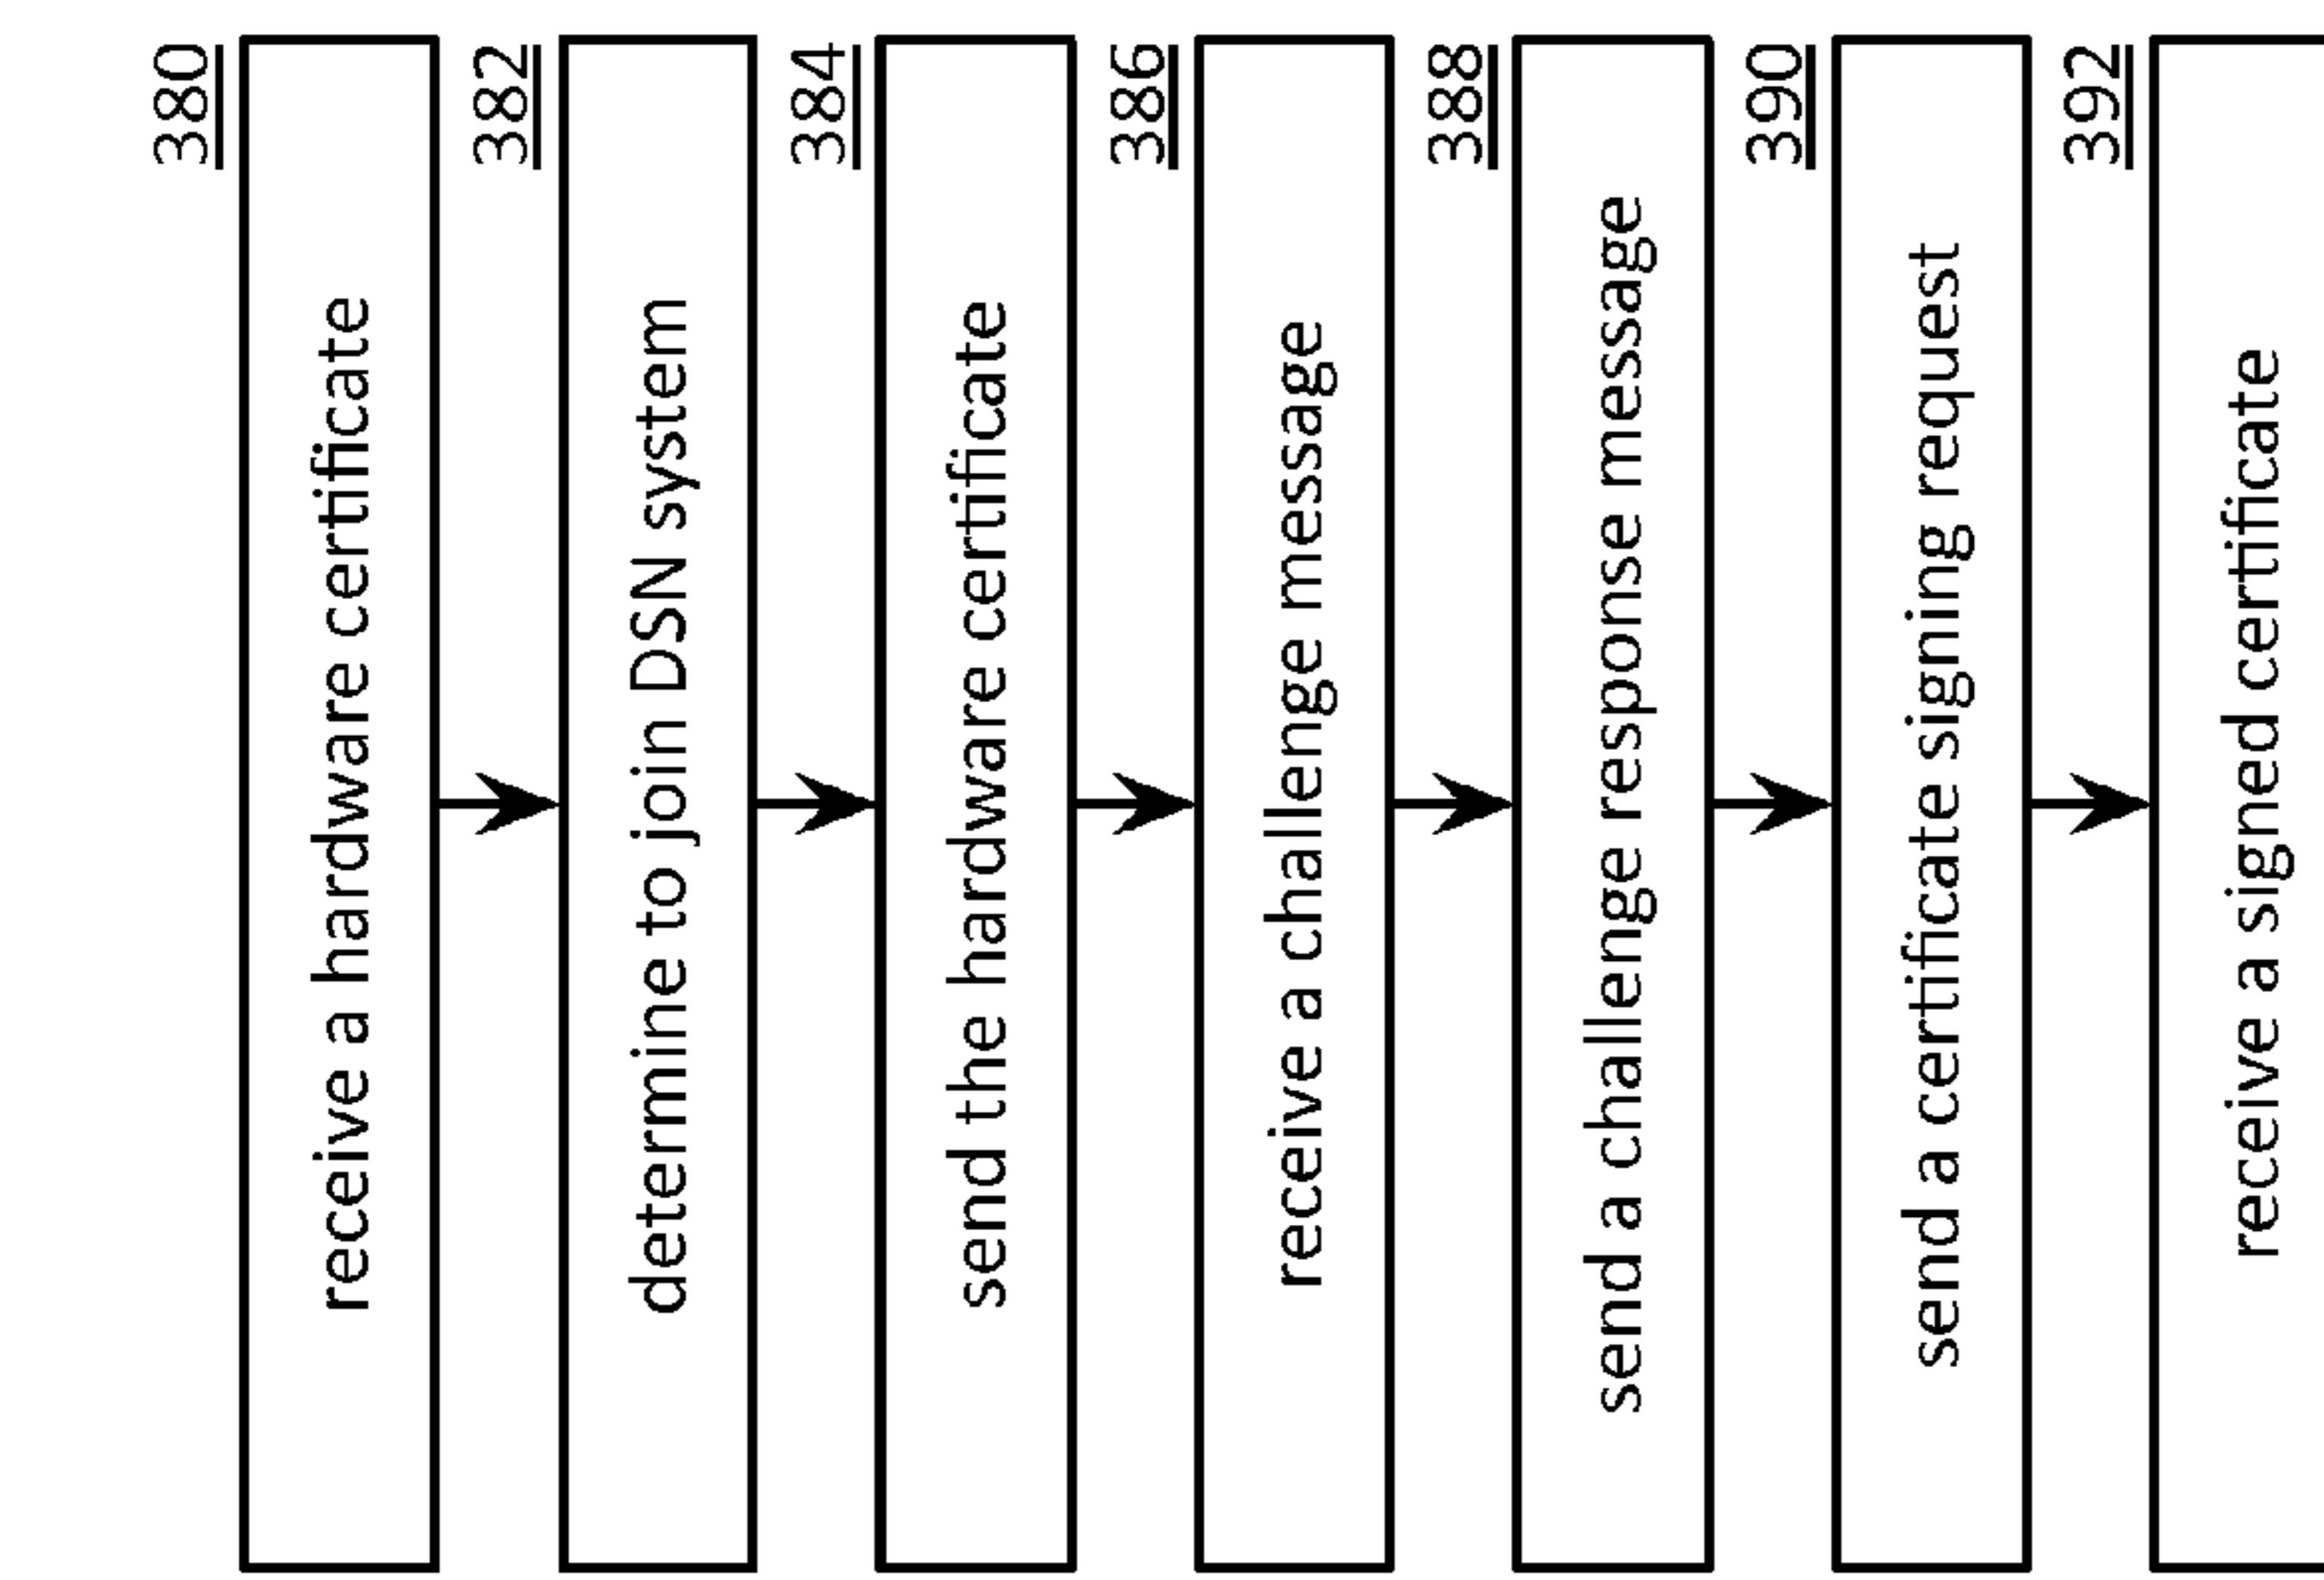 380
receive a hardware certificate
382
determine to join DSN system
384
send the hardware certificate
386
receive a challenge message
388
send a challenge response message
390
send a certificate signing request
392
receive a signed certificate